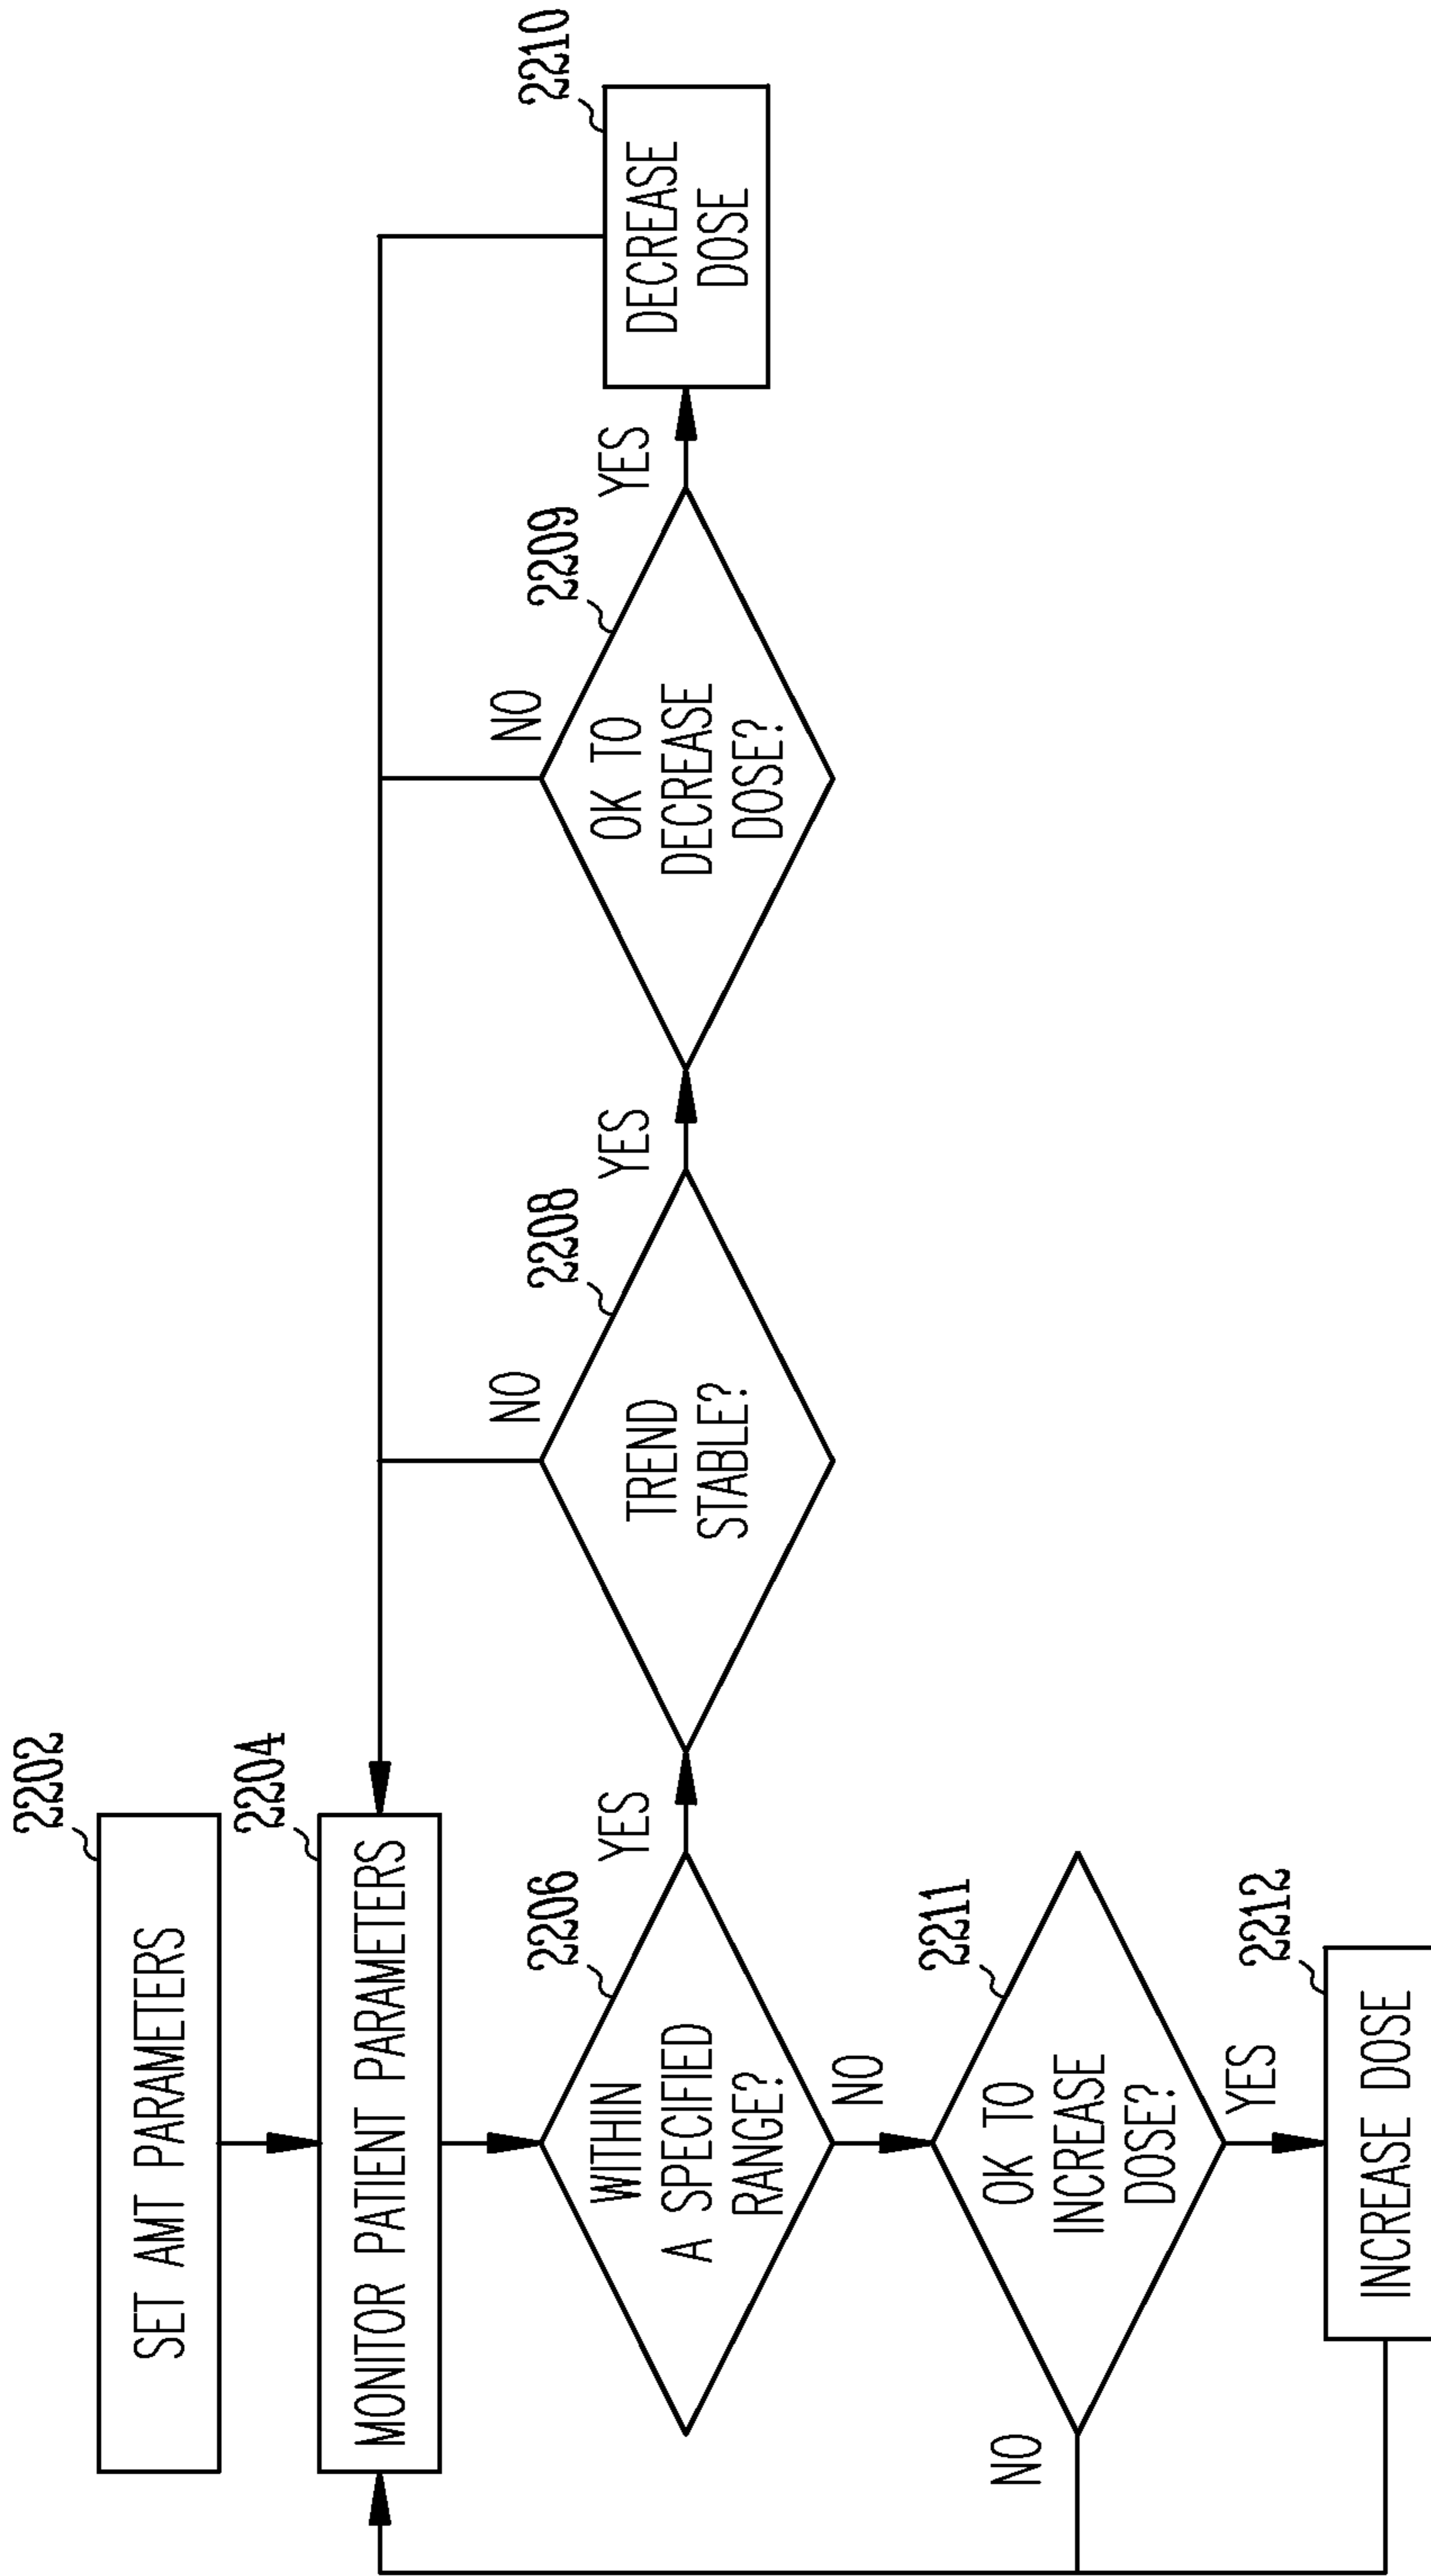 2202
SET AMT PARAMETERS
2204
MONITOR PATIENT PARAMETERS
2206
WITHIN
A SPECIFIED
RANGE?
YES
NO
2208
TREND
STABLE?
NO
YES
2209
OK TO
DECREASE
DOSE?
NO
YES
2210
DECREASE
DOSE
2211
OK TO
INCREASE
DOSE?
NO
YES
2212
INCREASE DOSE